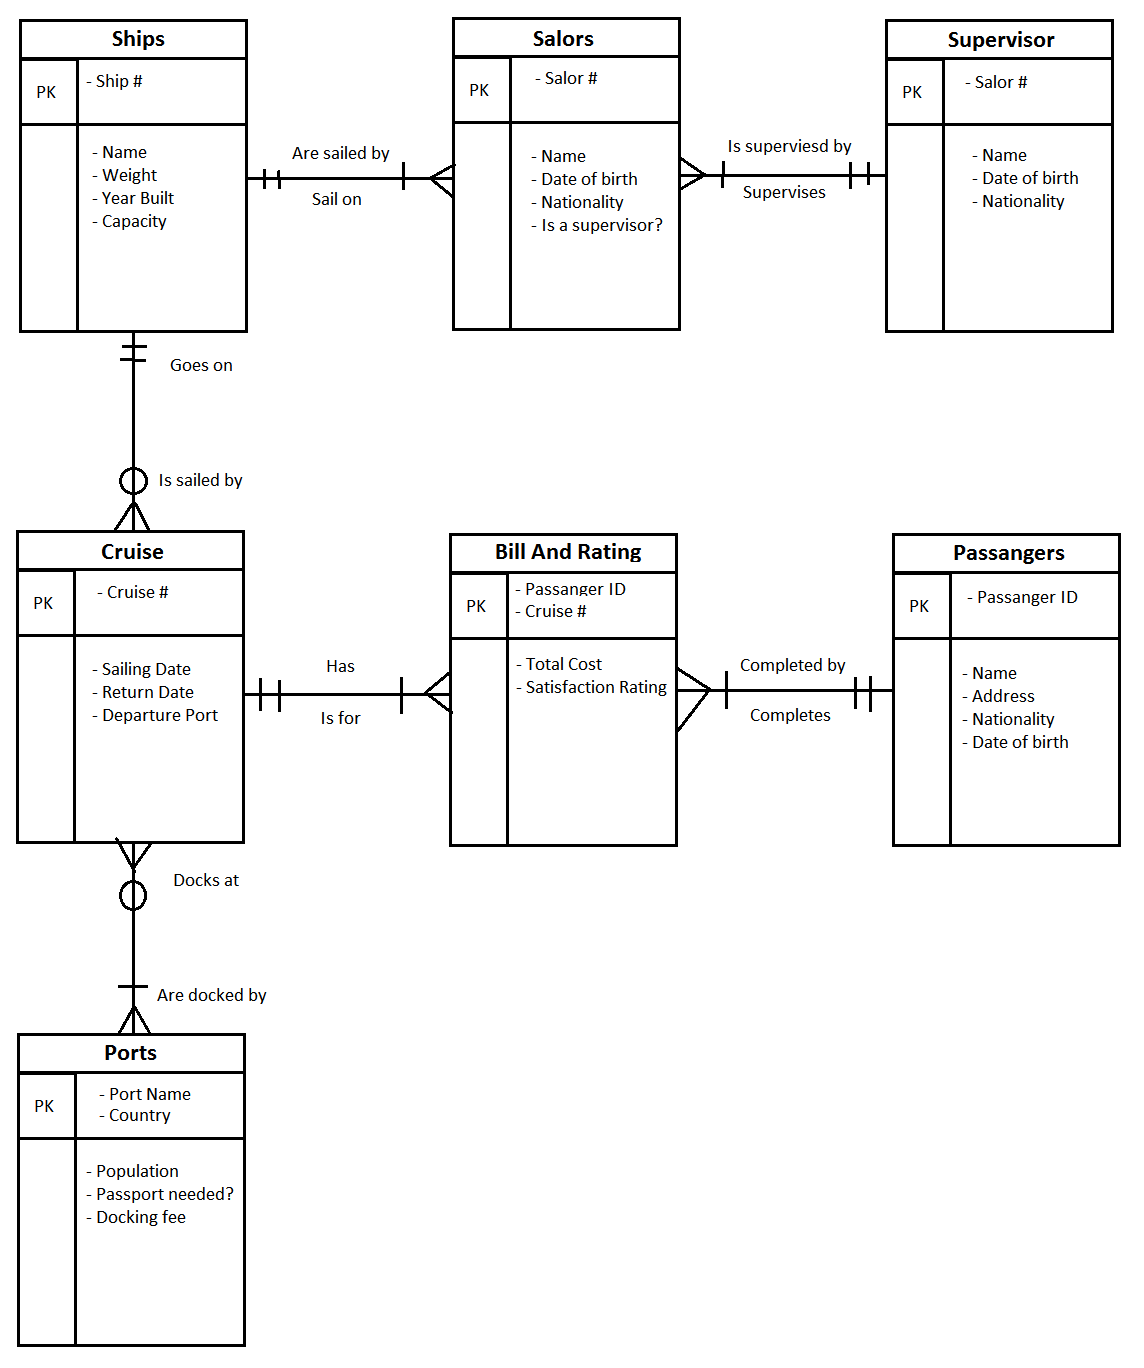 Ships
PK
- Ship #
- Name
- Weight
- Year Built
- Capacity
Are sailed by
Sail on
Salors
PK
- Salor #
- Name
- Date of birth
- Nationality
- Is a supervisor?
Is superviesd by
Supervises
Supervisor
PK
- Salor #
- Name
- Date of birth
- Nationality
Goes on
Is sailed by
Cruise
PK
- Cruise #
- Sailing Date
- Return Date
- Departure Port
Has
Is for
Bill And Rating
PK
- Passanger ID
- Cruise #
- Total Cost
- Satisfaction Rating
Completed by
Completes
Passangers
PK
- Passanger ID
- Name
- Address
- Nationality
- Date of birth
Docks at
Are docked by
Ports
PK
- Port Name
- Country
- Population
- Passport needed?
- Docking fee